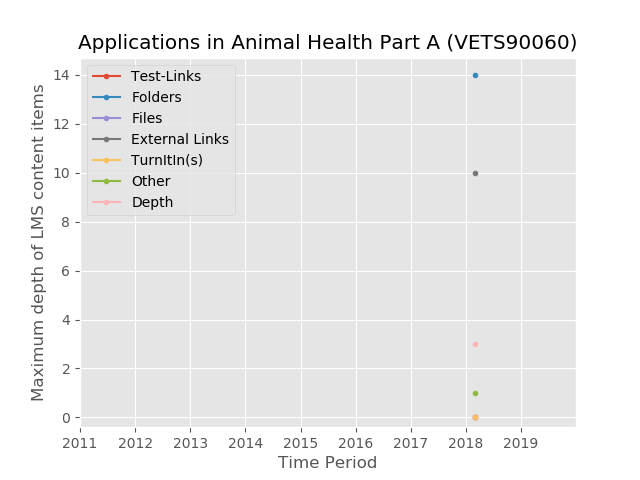 Applications in Animal Health Part A (VETS90060)
Test-Links
Folders
Files
External Links
TurnItIn(s)
Other
Depth
Maximum depth of LMS content items
14
12
10
8
6
4
2
0
2011 2012 2013 2014 2015 2016 2017 2018 2019
Time Period